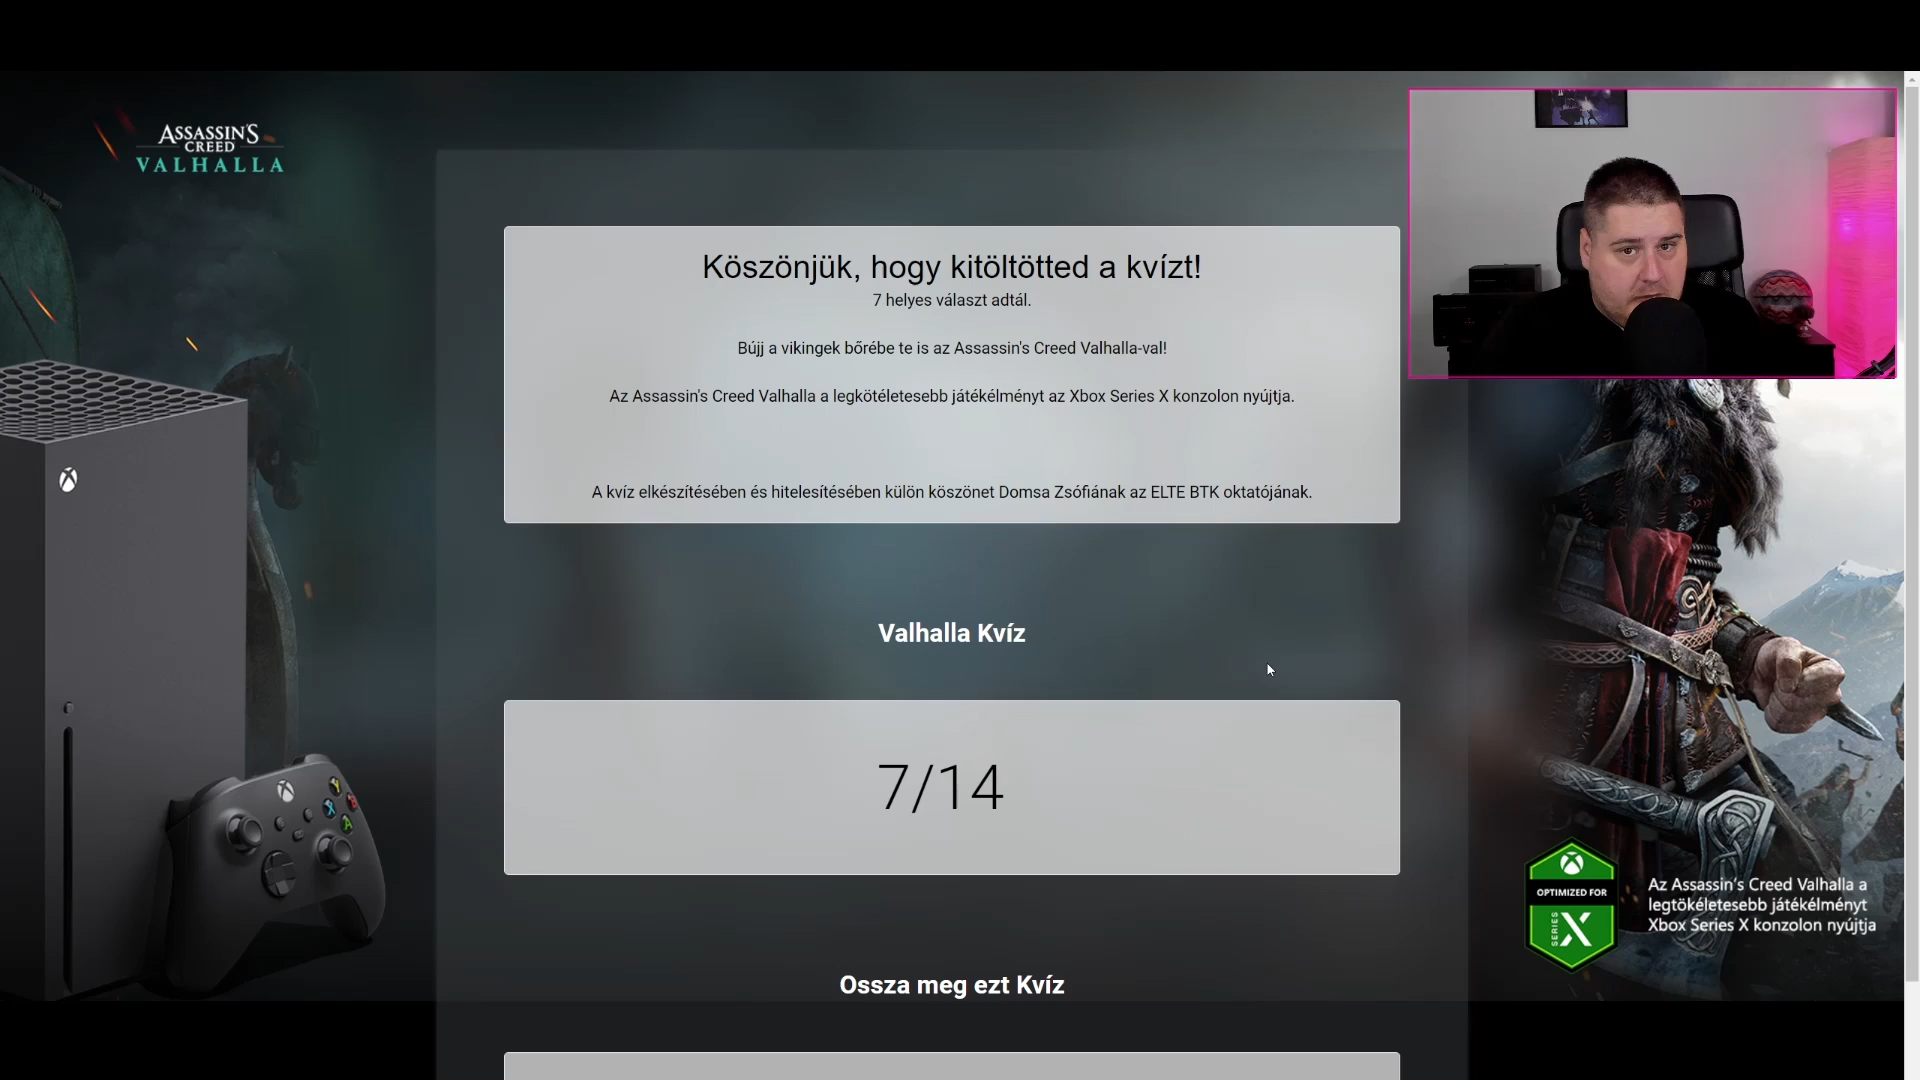 ASSASSIN'S
CREED
VALHALLA
Köszönjük, hogy kitöltötted a kvízt!
7 helyes választ adtál.
Bújj a vikingek bőrébe te is az Assassin's Creed Valhalla-val!
Az Assassin's Creed Valhalla a legkötéletesebb játékélményt az Xbox Series X konzolon nyújtja.
A kvíz elkészítésében és hitelesítésében külön köszönet Domsa Zsófiának az ELTE BTK oktatójának.
Valhalla Kvíz
7/14
Ossza meg ezt Kvíz
Y
B
X
A
OPTIMIZED FOR
SERIES X
Az Assassin's Creed Valhalla a
legtökéletesebb játékélményt
Xbox Series X konzolon nyújtja